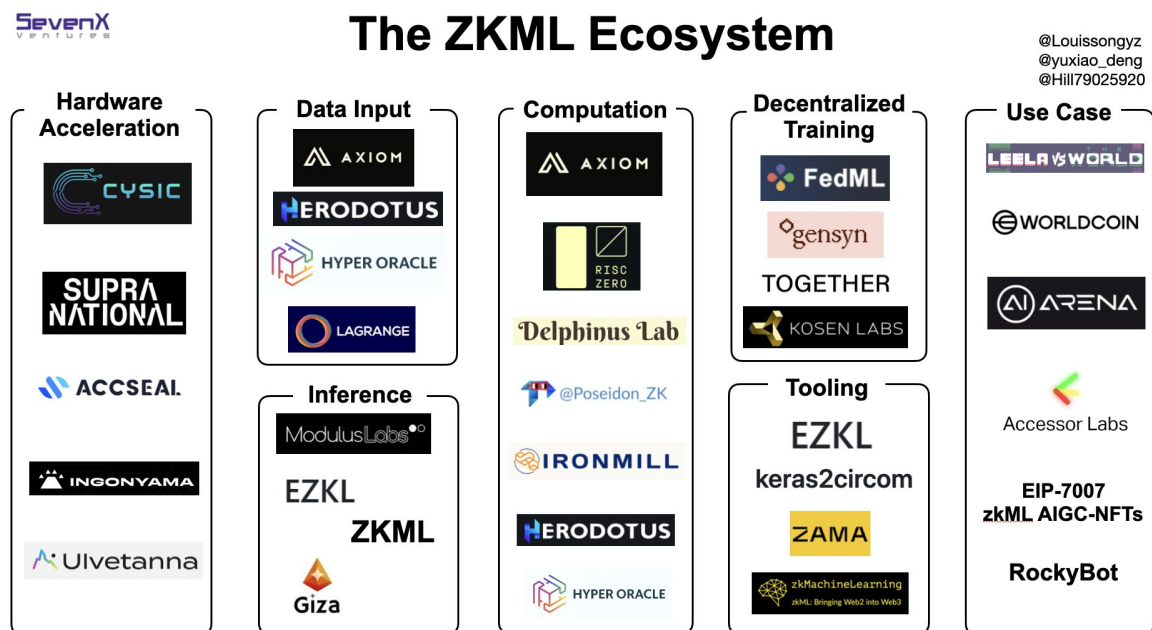 SevenX
Ventures
The ZKML Ecosystem
@Louissongyz
@yuxiao_deng
@Hill79025920
Hardware
Acceleration
CYSIC
SUPRA
NATIONAL
ACCSEAL
INGONYAMA
Ulvetanna
Data Input
AXIOM
HERODOTUS
HYPER ORACLE
LAGRANGE
Inference
ModulusLabs
EZKL
ZKML
Giza
Computation
AXIOM
RISC
ZERO
Delphinus Lab
@Poseidon_ZK
IRONMILL
HERODOTUS
HYPER ORACLE
Decentralized
Training
FedML
gensyn
TOGETHER
KOSEN LABS
Tooling
EZKL
keras2circom
ZAMA
zkMachineLearning
zkML: Bringing Web2 into Web3
Use Case
THE
LEELA VS WORLD
WORLDCOIN
AI ARENA
Accessor Labs
EIP-7007
zkML AIGC-NFTs
RockyBot